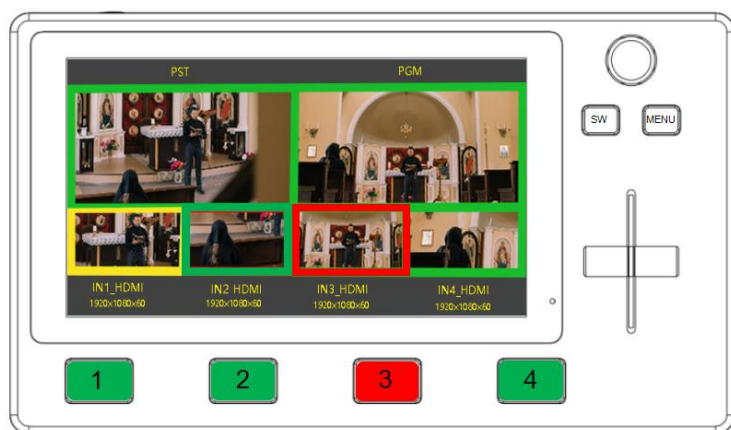 PST PGM
SW MENU
IN1_HDMI IN2 HDMI IN3_HDMI IN4_HDMI
1920×1080×60 1920×1080×60 1920×1080×60 1920×1080×60
1 2 3 4